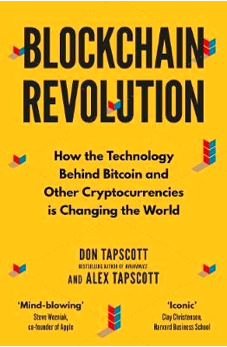 BLOCKCHAIN
REVOLUTION
How the Technology
Behind Bitcoin and
Other Cryptocurrencies
is Changing the World
DON TAPSCOTT
BESTSELLING AUTHOR OF WIKINOMICS
AND ALEX TAPSCOTT
‘Mind-blowing’
Steve Wozniak,
co-founder of Apple
‘Iconic’
Clay Christensen,
Harvard Business School